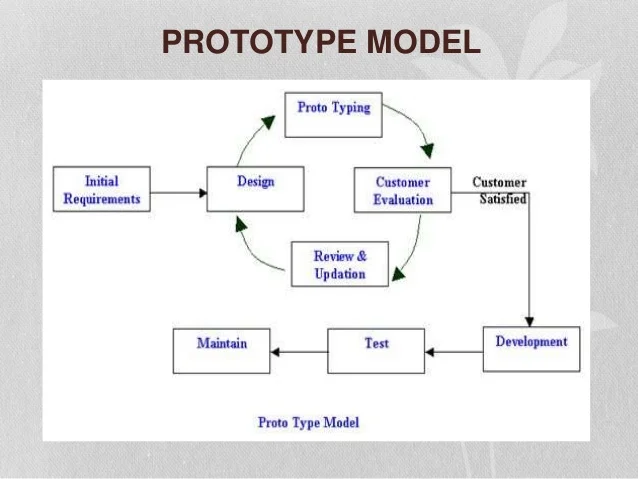 PROTOTYPE MODEL
Proto Typing
Initial
Requirements
Design
Customer
Evaluation
Customer
Satisfied
Review &
Updation
Maintain
Test
Development
Proto Type Model